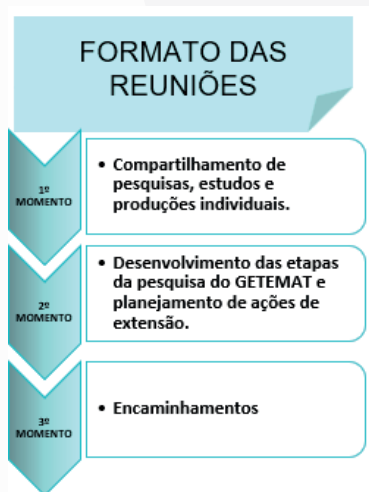 FORMATO DAS
REUNIÕES
1º
MOMENTO
• Compartilhamento de
pesquisas, estudos e
produções individuais.
2º
MOMENTO
• Desenvolvimento das etapas
da pesquisa do GETEMAT e
planejamento de ações de
extensão.
3º
MOMENTO
• Encaminhamentos